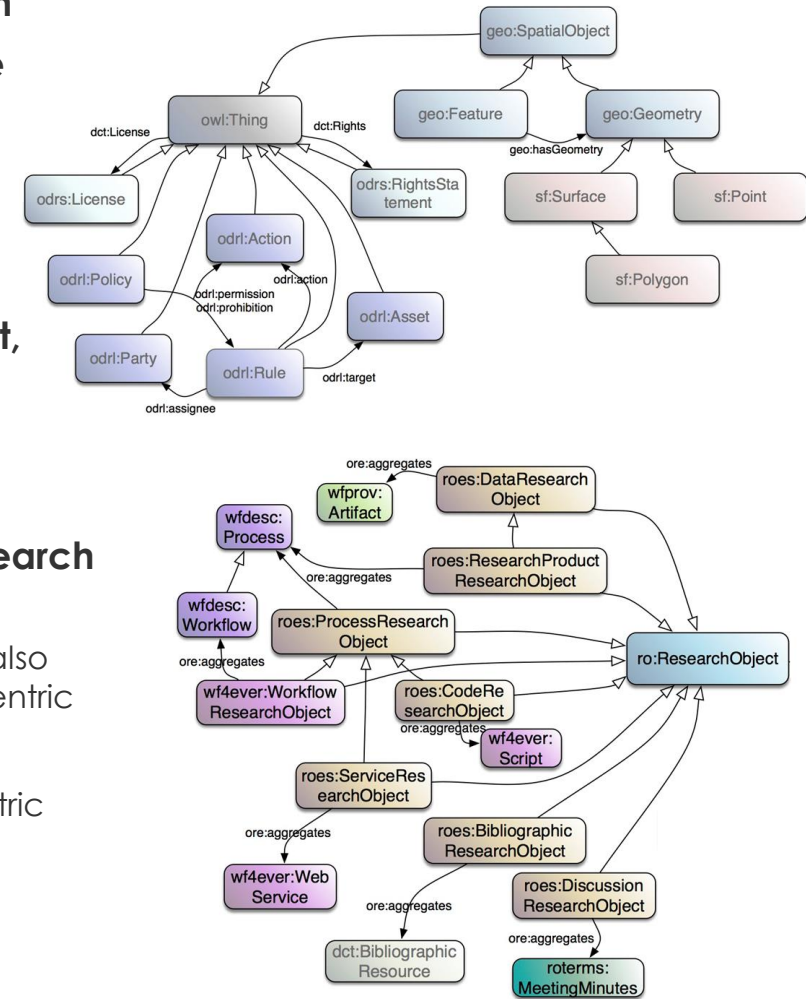 n
e
t,
earch
also
entric
tric
geo:SpatialObject
owl:Thing
geo:Feature
geo:Geometry
dct:License
dct:Rights
geo:hasGeometry
odrs:License
odrs:RightsSta
tement
sf:Surface
sf:Point
odrl:Action
odrl:Policy
odrl:action
sf:Polygon
odrl:permission
odrl:prohibition
odrl:Asset
odrl:Party
odrl:Rule
odrl:target
odrl:assignee
ore:aggregates
roes:DataResearch
Object
wfprov:
Artifact
wfdesc:
Process
roes:ResearchProduct
ResearchObject
ore:aggregates
wfdesc:
Workflow
roes:ProcessResearch
Object
ro:ResearchObject
ore:aggregates
wf4ever:Workflow
ResearchObject
roes:CodeRe
searchObject
ore:aggregates
wf4ever:
Script
roes:ServiceRes
earchObject
ore:aggregates
roes:Bibliographic
ResearchObject
wf4ever:Web
Service
roes:Discussion
ResearchObject
ore:aggregates
ore:aggregates
dct:Bibliographic
Resource
roterms:
MeetingMinutes